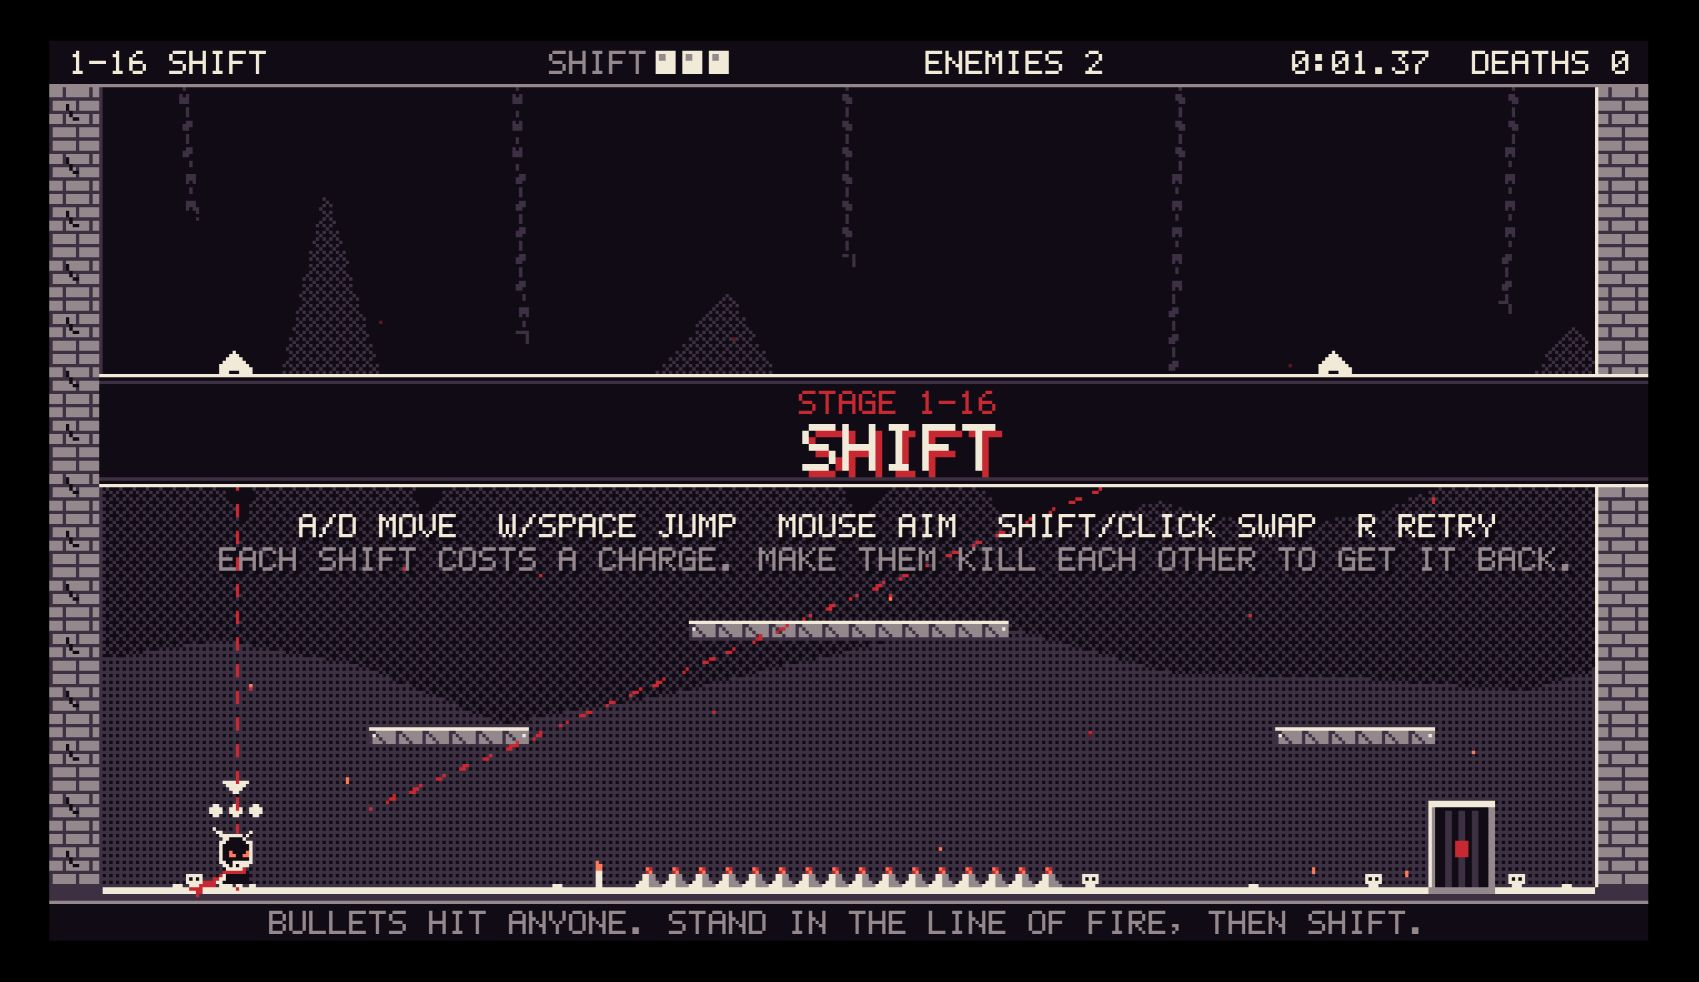 1-16 SHIFT SHIFT ENEMIES 2 0:01.37 DEATHS 0
STAGE 1-16
SHIFT
A/D MOVE W/SPACE JUMP MOUSE AIM SHIFT/CLICK SWAP R RETRY
EACH SHIFT COSTS A CHARGE. MAKE THEM KILL EACH OTHER TO GET IT BACK.
BULLETS HIT ANYONE. STAND IN THE LINE OF FIRE, THEN SHIFT.